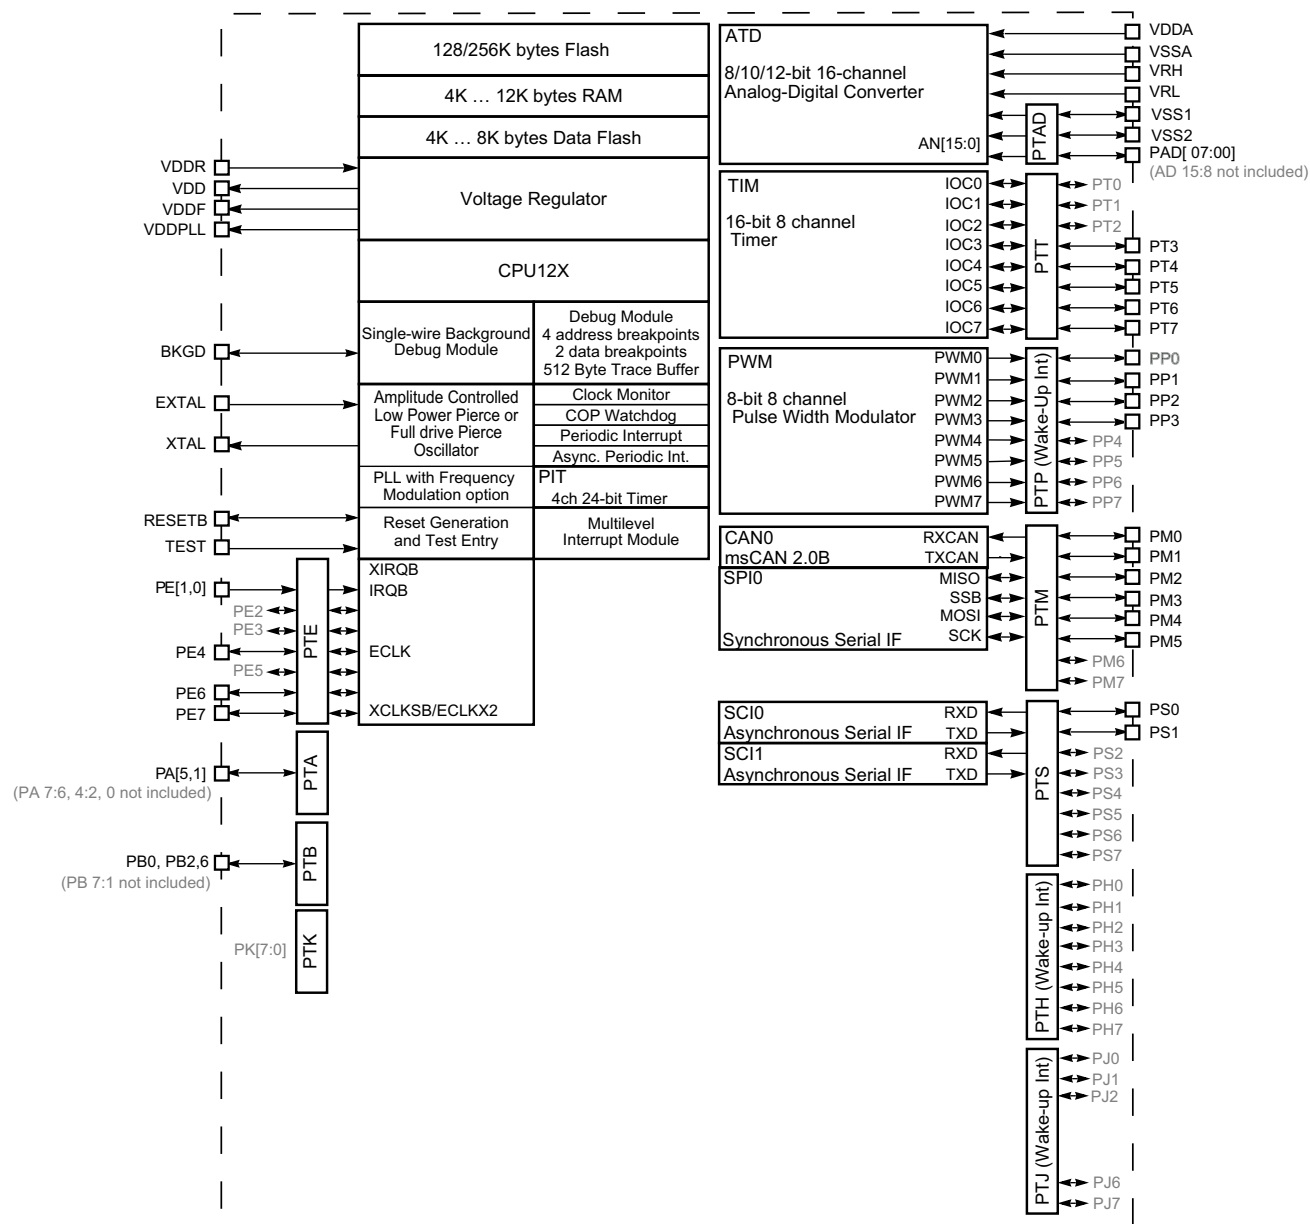 128/256K bytes Flash
4K … 12K bytes RAM
4K … 8K bytes Data Flash
VDDR
VDD
VDDF
VDDPLL
Voltage Regulator
CPU12X
BKGD
Single-wire Background
Debug Module
Debug Module
4 address breakpoints
2 data breakpoints
512 Byte Trace Buffer
EXTAL
XTAL
Amplitude Controlled
Low Power Pierce or
Full drive Pierce
Oscillator
Clock Monitor
COP Watchdog
Periodic Interrupt
Async. Periodic Int.
PLL with Frequency
Modulation option
PIT
4ch 24-bit Timer
RESETB
TEST
Reset Generation
and Test Entry
Multilevel
Interrupt Module
PE[1,0]
PE2
PE3
PE4
PE5
PE6
PE7
PTE
XIRQB
IRQB
ECLK
XCLKSB/ECLKX2
PA[5,1]
(PA 7:6, 4:2, 0 not included)
PTA
PB0, PB2,6
(PB 7:1 not included)
PTB
PK[7:0]
PTK
ATD
8/10/12-bit 16-channel
Analog-Digital Converter
AN[15:0]
PTAD
VDDA
VSSA
VRH
VRL
VSS1
VSS2
PAD[ 07:00]
(AD 15:8 not included)
TIM
16-bit 8 channel
Timer
IOC0
IOC1
IOC2
IOC3
IOC4
IOC5
IOC6
IOC7
PTT
PT0
PT1
PT2
PT3
PT4
PT5
PT6
PT7
PWM
8-bit 8 channel
Pulse Width Modulator
PWM0
PWM1
PWM2
PWM3
PWM4
PWM5
PWM6
PWM7
PTP (Wake-Up Int)
PP0
PP1
PP2
PP3
PP4
PP5
PP6
PP7
CAN0
msCAN 2.0B
RXCAN
TXCAN
SPI0
Synchronous Serial IF
MISO
SSB
MOSI
SCK
PTM
PM0
PM1
PM2
PM3
PM4
PM5
PM6
PM7
SCI0
Asynchronous Serial IF
RXD
TXD
SCI1
Asynchronous Serial IF
RXD
TXD
PTS
PS0
PS1
PS2
PS3
PS4
PS5
PS6
PS7
PTH (Wake-up Int)
PH0
PH1
PH2
PH3
PH4
PH5
PH6
PH7
PTJ (Wake-up Int)
PJ0
PJ1
PJ2
PJ6
PJ7